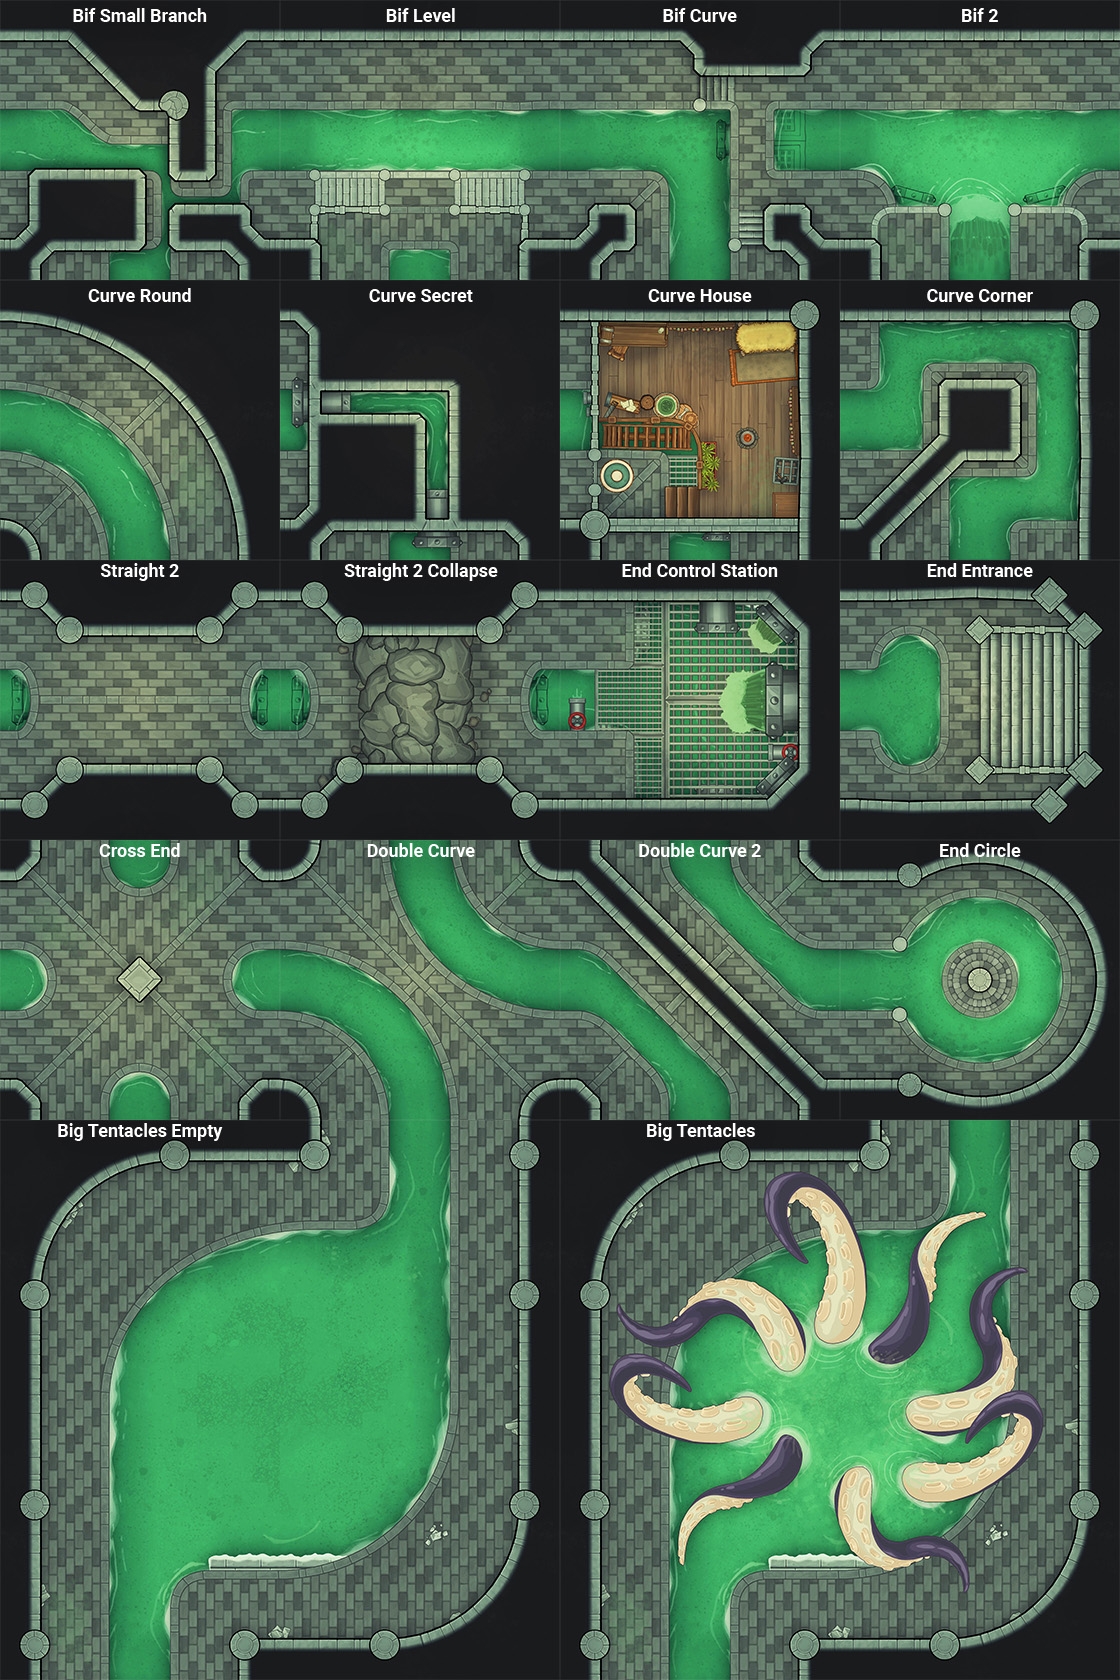 Bif Small Branch
Bif Level
Bif Curve
Bif 2
Curve Round
Curve Secret
Curve House
Curve Corner
Straight 2
Straight 2 Collapse
End Control Station
End Entrance
Cross End
Double Curve
Double Curve 2
End Circle
Big Tentacles Empty
Big Tentacles